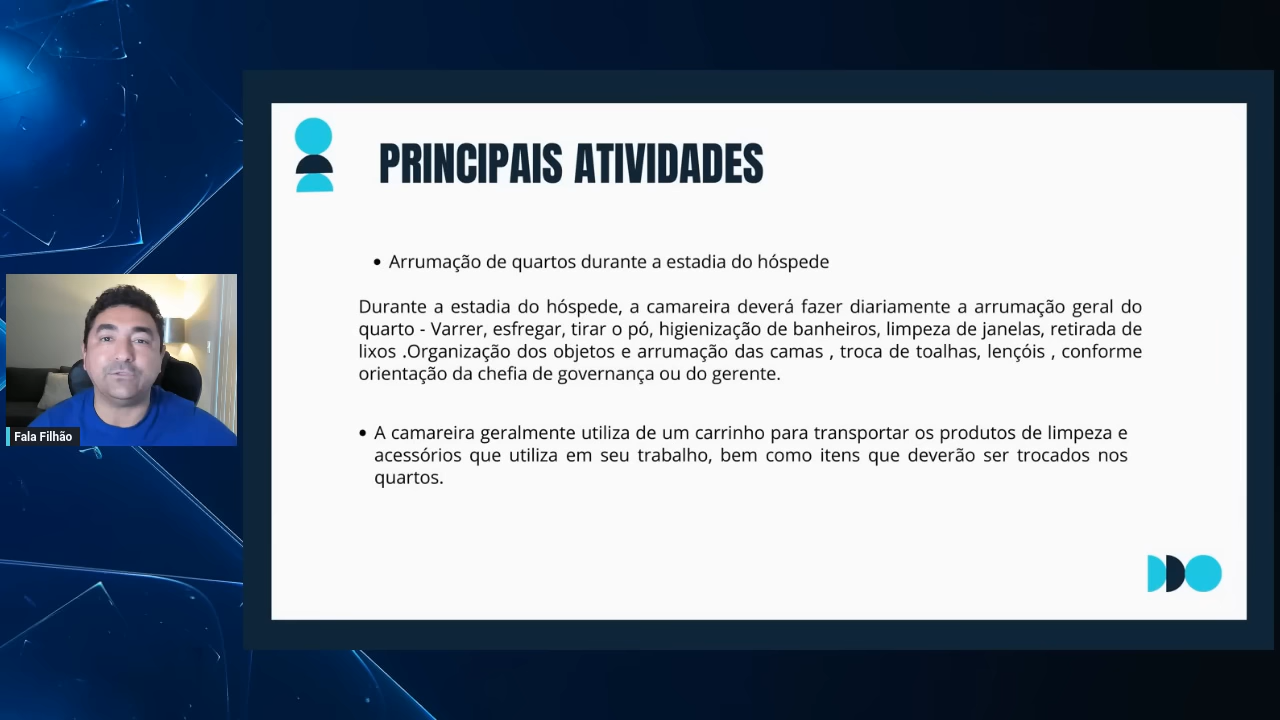 PRINCIPAIS ATIVIDADES
• Arrumação de quartos durante a estadia do hóspede
Durante a estadia do hóspede, a camareira deverá fazer diariamente a arrumação geral do
quarto - Varrer, esfregar, tirar o pó, higienização de banheiros, limpeza de janelas, retirada de
lixos .Organização dos objetos e arrumação das camas , troca de toalhas, lençóis , conforme
orientação da chefia de governança ou do gerente.
• A camareira geralmente utiliza de um carrinho para transportar os produtos de limpeza e
acessórios que utiliza em seu trabalho, bem como itens que deverão ser trocados nos
quartos.
Fala Filhão